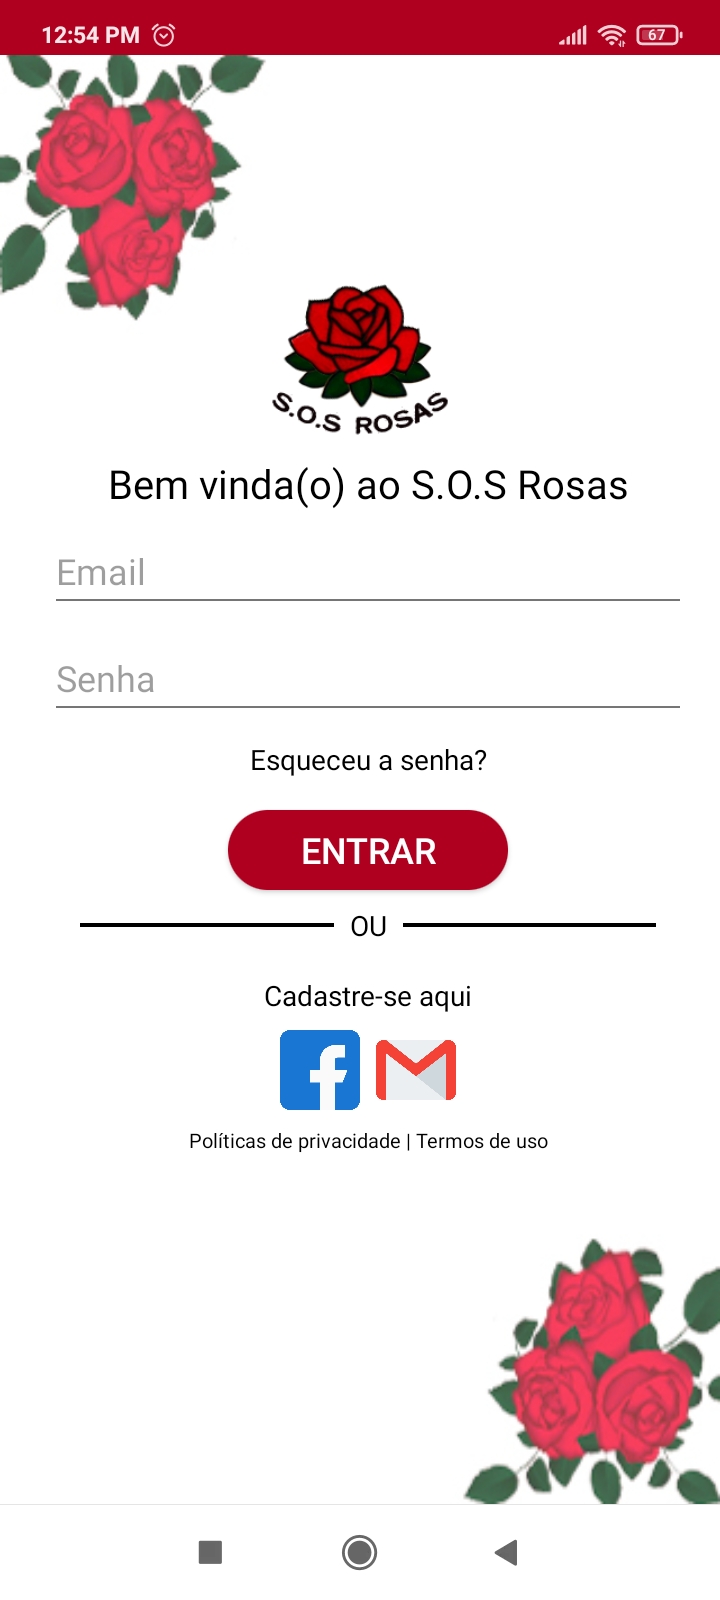 12:54 PM
67
S.O.S ROSAS
Bem vinda(o) ao S.O.S Rosas
Email
Senha
Esqueceu a senha?
ENTRAR
OU
Cadastre-se aqui
Políticas de privacidade | Termos de uso